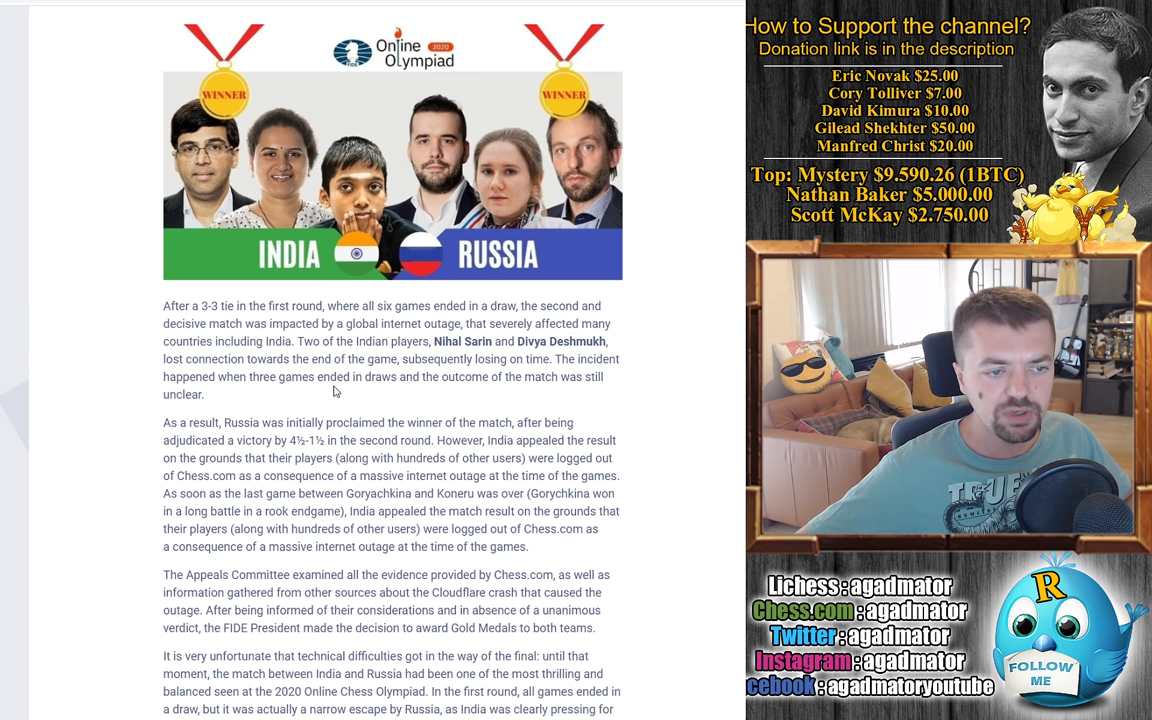 Online 2020
Olympiad
WINNER
WINNER
INDIA
RUSSIA
After a 3-3 tie in the first round, where all six games ended in a draw, the second and
decisive match was impacted by a global internet outage, that severely affected many
countries including India. Two of the Indian players, Nihal Sarin and Divya Deshmukh,
lost connection towards the end of the game, subsequently losing on time. The incident
happened when three games ended in draws and the outcome of the match was still
unclear.
As a result, Russia was initially proclaimed the winner of the match, after being
adjudicated a victory by 4½-1½ in the second round. However, India appealed the result
on the grounds that their players (along with hundreds of other users) were logged out
of Chess.com as a consequence of a massive internet outage at the time of the games.
As soon as the last game between Goryachkina and Koneru was over (Gorychkina won
in a long battle in a rook endgame), India appealed the match result on the grounds that
their players (along with hundreds of other users) were logged out of Chess.com as
a consequence of a massive internet outage at the time of the games.
The Appeals Committee examined all the evidence provided by Chess.com, as well as
information gathered from other sources about the Cloudflare crash that caused the
outage. After being informed of their considerations and in absence of a unanimous
verdict, the FIDE President made the decision to award Gold Medals to both teams.
It is very unfortunate that technical difficulties got in the way of the final: until that
moment, the match between India and Russia had been one of the most thrilling and
balanced seen at the 2020 Online Chess Olympiad. In the first round, all games ended in
a draw, but it was actually a narrow escape by Russia, as India was clearly pressing for
How to Support the channel?
Donation link is in the description
Eric Novak $25.00
Cory Tolliver $7.00
David Kimura $10.00
Gilead Shekhter $50.00
Manfred Christ $20.00
Top: Mystery $9.590.26 (1BTC)
Nathan Baker $5.000.00
Scott McKay $2.750.00
TRUE
Lichess:agadmator
Chess.com:agadmator
Twitter:agadmator
Instagram:agadmator
cebook:agadmatoryoutube
R
FOLLOW
ME